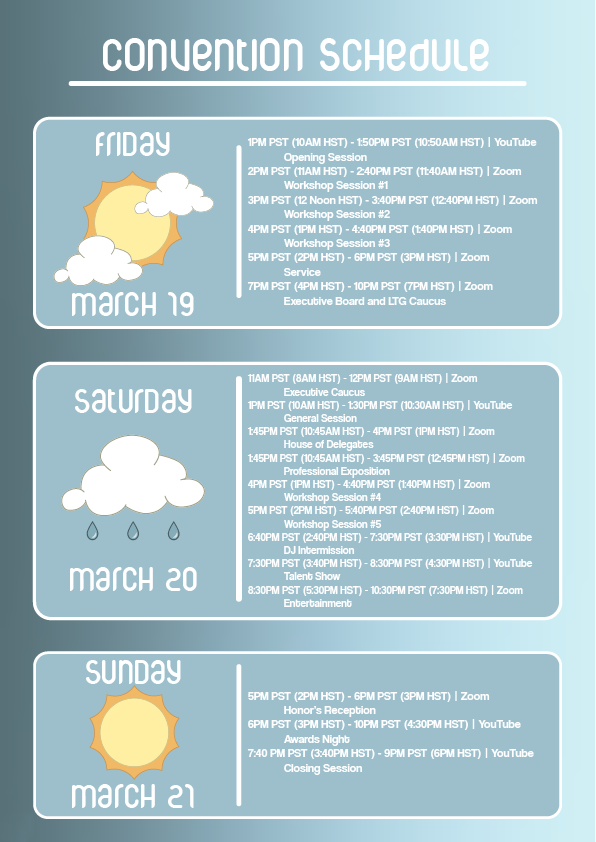 Convention Schedule
Friday
March 19
1PM PST (10AM HST) - 1:50PM PST (10:50AM HST) | YouTube
Opening Session
2PM PST (11AM HST) - 2:40PM PST (11:40AM HST) | Zoom
Workshop Session #1
3PM PST (12 Noon HST) - 3:40PM PST (12:40PM HST) | Zoom
Workshop Session #2
4PM PST (1PM HST) - 4:40PM PST (1:40PM HST) | Zoom
Workshop Session #3
5PM PST (2PM HST) - 6PM PST (3PM HST) | Zoom
Service
7PM PST (4PM HST) - 10PM PST (7PM HST) | Zoom
Executive Board and LTG Caucus
Saturday
March 20
11AM PST (8AM HST) - 12PM PST (9AM HST) | Zoom
Executive Caucus
1PM PST (10AM HST) - 1:30PM PST (10:30AM HST) | YouTube
General Session
1:45PM PST (10:45AM HST) - 4PM PST (1PM HST) | Zoom
House of Delegates
1:45PM PST (10:45AM HST) - 3:45PM PST (12:45PM HST) | Zoom
Professional Exposition
4PM PST (1PM HST) - 4:40PM PST (1:40PM HST) | Zoom
Workshop Session #4
5PM PST (2PM HST) - 5:40PM PST (2:40PM HST) | Zoom
Workshop Session #5
6:40PM PST (2:40PM HST) - 7:30PM PST (3:30PM HST) | YouTube
DJ Intermission
7:30PM PST (3:40PM HST) - 8:30PM PST (4:30PM HST) | YouTube
Talent Show
8:30PM PST (5:30PM HST) - 10:30PM PST (7:30PM HST) | Zoom
Entertainment
Sunday
March 21
5PM PST (2PM HST) - 6PM PST (3PM HST) | Zoom
Honor's Reception
6PM PST (3PM HST) - 10PM PST (4:30PM HST) | YouTube
Awards Night
7:40 PM PST (3:40PM HST) - 9PM PST (6PM HST) | YouTube
Closing Session